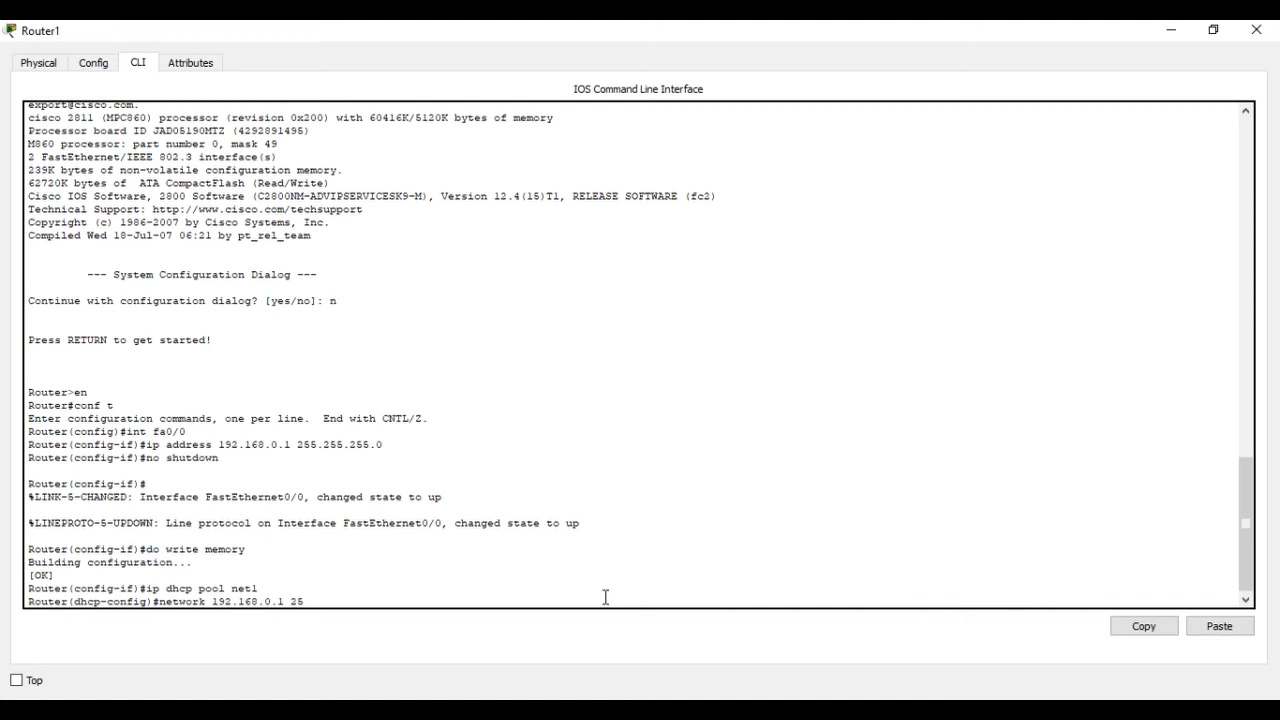 Router1
Physical Config CLI Attributes
IOS Command Line Interface
export@cisco.com.
cisco 2811 (MPC860) processor (revision 0x200) with 60416K/5120K bytes of memory
Processor board ID JAD05190MTZ (4292891495)
M860 processor: part number 0, mask 49
2 FastEthernet/IEEE 802.3 interface(s)
239K bytes of non-volatile configuration memory.
62720K bytes of ATA CompactFlash (Read/Write)
Cisco IOS Software, 2800 Software (C2800NM-ADVIPSERVICESK9-M), Version 12.4(15)T1, RELEASE SOFTWARE (fc2)
Technical Support: http://www.cisco.com/techsupport
Copyright (c) 1986-2007 by Cisco Systems, Inc.
Compiled Wed 18-Jul-07 06:21 by pt_rel_team
--- System Configuration Dialog ---
Continue with configuration dialog? [yes/no]: n
Press RETURN to get started!
Router>en
Router#conf t
Enter configuration commands, one per line. End with CNTL/Z.
Router(config)#int fa0/0
Router(config-if)#ip address 192.168.0.1 255.255.255.0
Router(config-if)#no shutdown
Router(config-if)#
%LINK-5-CHANGED: Interface FastEthernet0/0, changed state to up
%LINEPROTO-5-UPDOWN: Line protocol on Interface FastEthernet0/0, changed state to up
Router(config-if)#do write memory
Building configuration...
[OK]
Router(config-if)#ip dhcp pool net1
Router(dhcp-config)#network 192.168.0.1 25
Copy Paste
Top